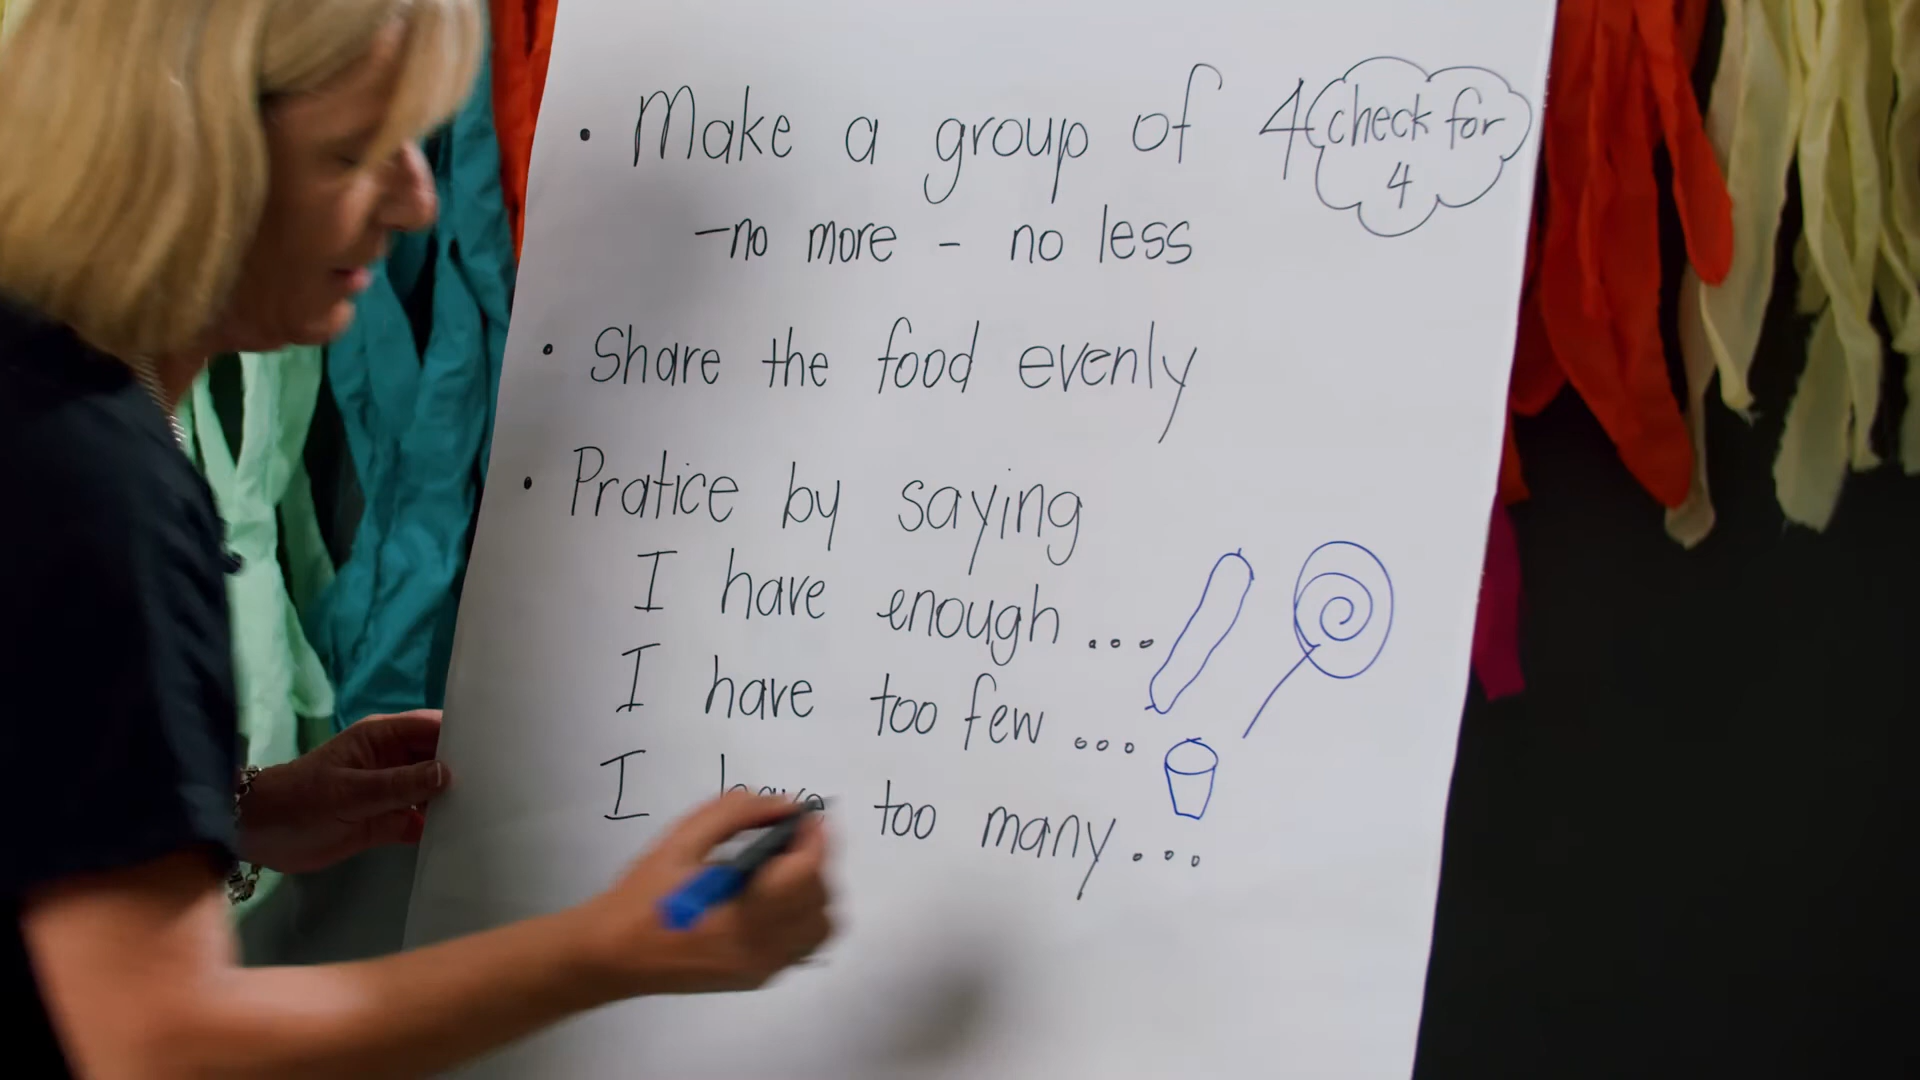 • Make a group of 4
check for
4
- no more - no less
• Share the food evenly
• Pratice by saying
I have enough...
I have too few...
I have too many...